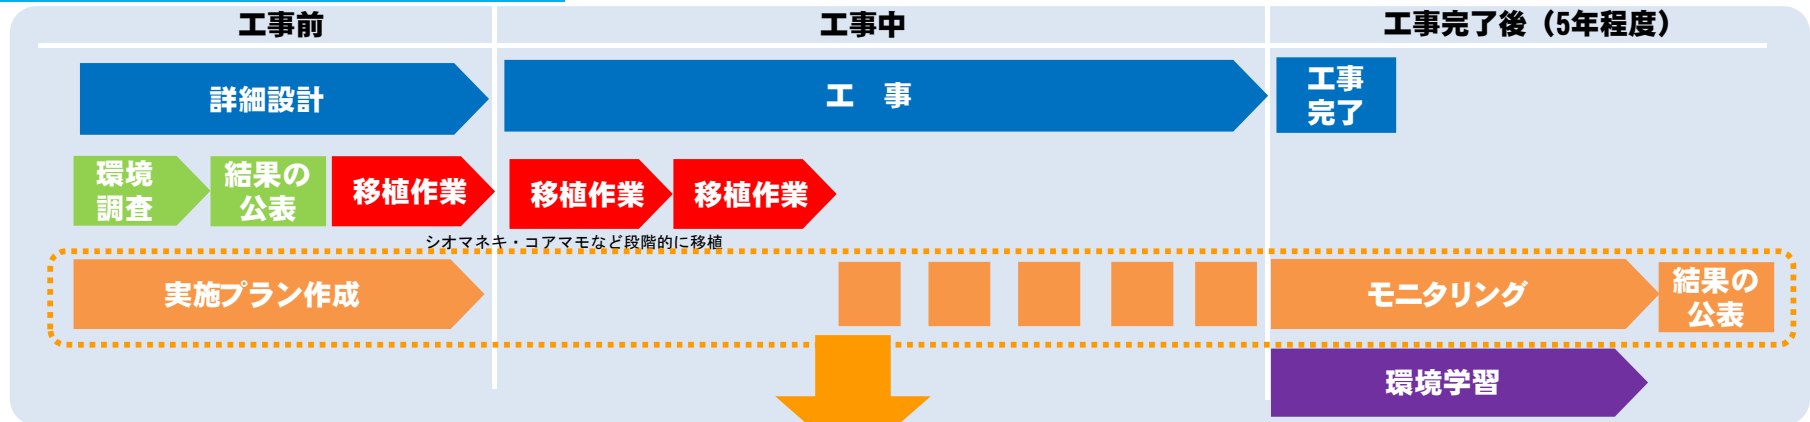 工事前
工事中
工事完了後（5年程度）
詳細設計
工　事
工事
完了
環境
調査
結果の
公表
移植作業
移植作業
移植作業
シオマネキ・コアマモなど段階的に移植
実施プラン作成
モニタリング
結果の
公表
環境学習